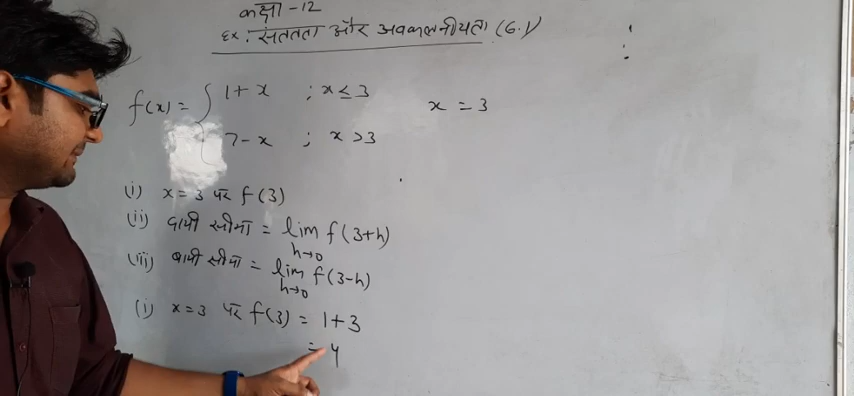 कक्षा -12
Ex: सततता और अवकलनीयता (6.1)
f(x) = { 1 + x ; x ≤ 3
7 - x ; x > 3
x = 3
(i) x = 3 पर f(3)
(ii) दायी सीमा = lim h→0 f(3+h)
(iii) बायी सीमा = lim h→0 f(3-h)
(i) x = 3 पर f(3) = 1 + 3
= 4